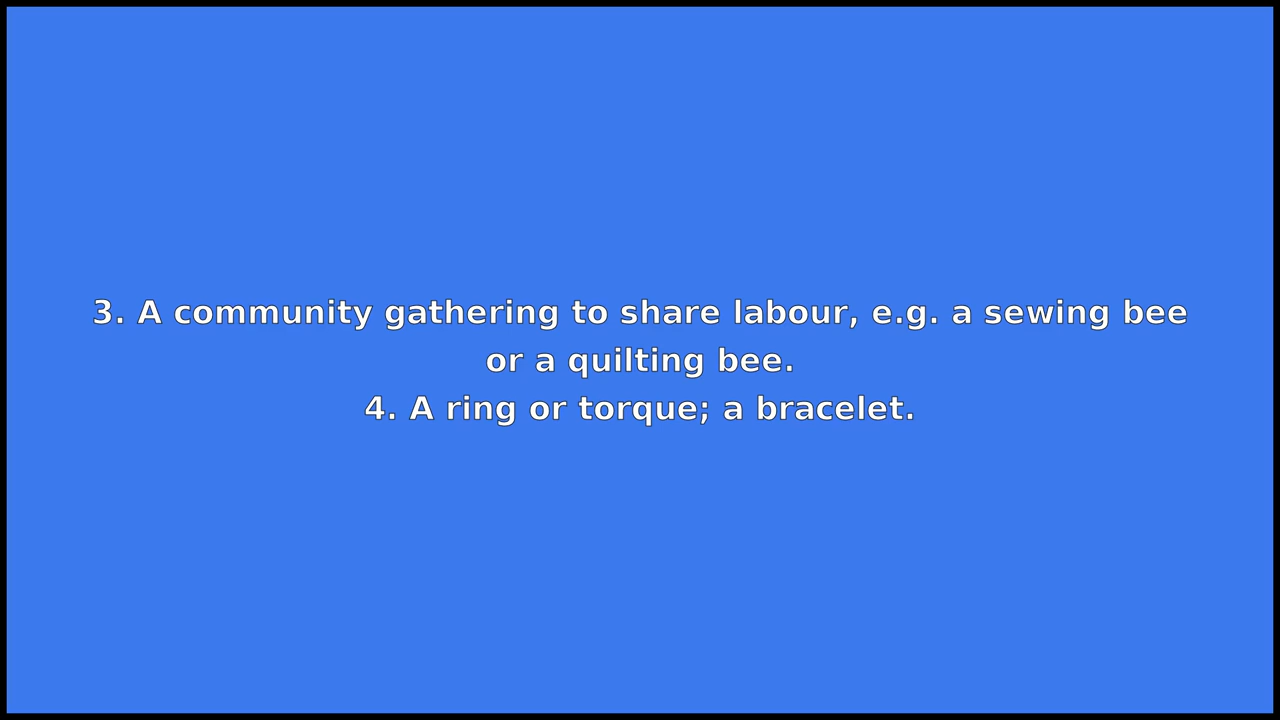 3. A community gathering to share labour, e.g. a sewing bee
or a quilting bee.
4. A ring or torque; a bracelet.